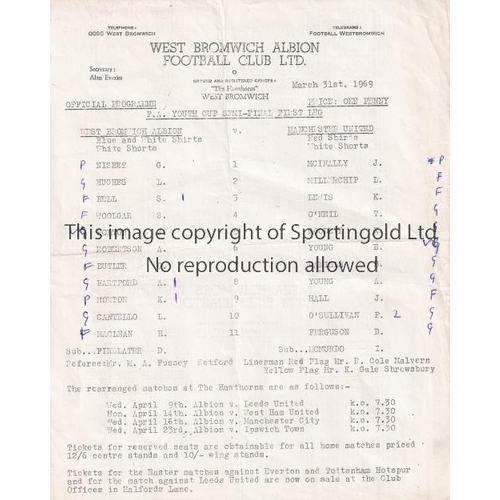 TELEPHONE :
0095 WEST BROMWICH
TELEGRAMS :
FOOTBALL WESTBROMWICH
WEST BROMWICH ALBION
FOOTBALL CLUB LTD.
Secretary :
Alan Everiss
GROUND AND REGISTERED OFFICES :
"The Hawthorns"
WEST BROMWICH
March 31st. 1969
OFFICIAL PROGRAMME
PRICE: ONE PENNY
F.A. YOUTH CUP SEMI-FINAL FIRST LEG
WEST BROMWICH ALBION v. MANCHESTER UNITED
Blue and White Shirts Red Shirts
White Shorts White Shorts
P NISBET G. 1 McINALLY J. P
G HUGHES L. 2 MILLERCHIP L. F
F BELL S. 1 3 LEWIS K. F
F WOOLGAR S. 4 O'NEIL T. G
This image copyright of Sportingold Ltd
G ROBERTSON A. 6 YOUNG E.
No reproduction allowed
F BUTLER
G HARTFORD A. 1 8 YOUNG A. G
P MORTON K. 1 9 HALL J. F
G CANTELLO L. 10 O'SULLIVAN P. 2 G
F MACLEAN H. 11 FERGUSON D. G
Sub... FINDLATER D. Sub... McMURDO I.
Referee: Mr. M. A. Fussey Retford Linesmen Red Flag Mr. R. Cole Malvern
Yellow Flag Mr. K. Gale Shrewsbury
The rearranged matches at The Hawthorns are as follows:-
Wed. April 9th. Albion v. Leeds United k.o. 7.30
Mon. April 14th. Albion v. West Ham United k.o. 7.30
Wed. April 16th. Albion v. Manchester City k.o. 7.30
Wed. April 23rd. Albion v. Ipswich Town k.o. 7.30
Tickets for reserved seats are obtainable for all home matches priced
12/6 centre stands and 10/- wing stands.
Tickets for the Easter matches against Everton and Tottenham Hotspur
and for the match against Leeds United are now on sale at the Club
Offices in Halfords Lane.